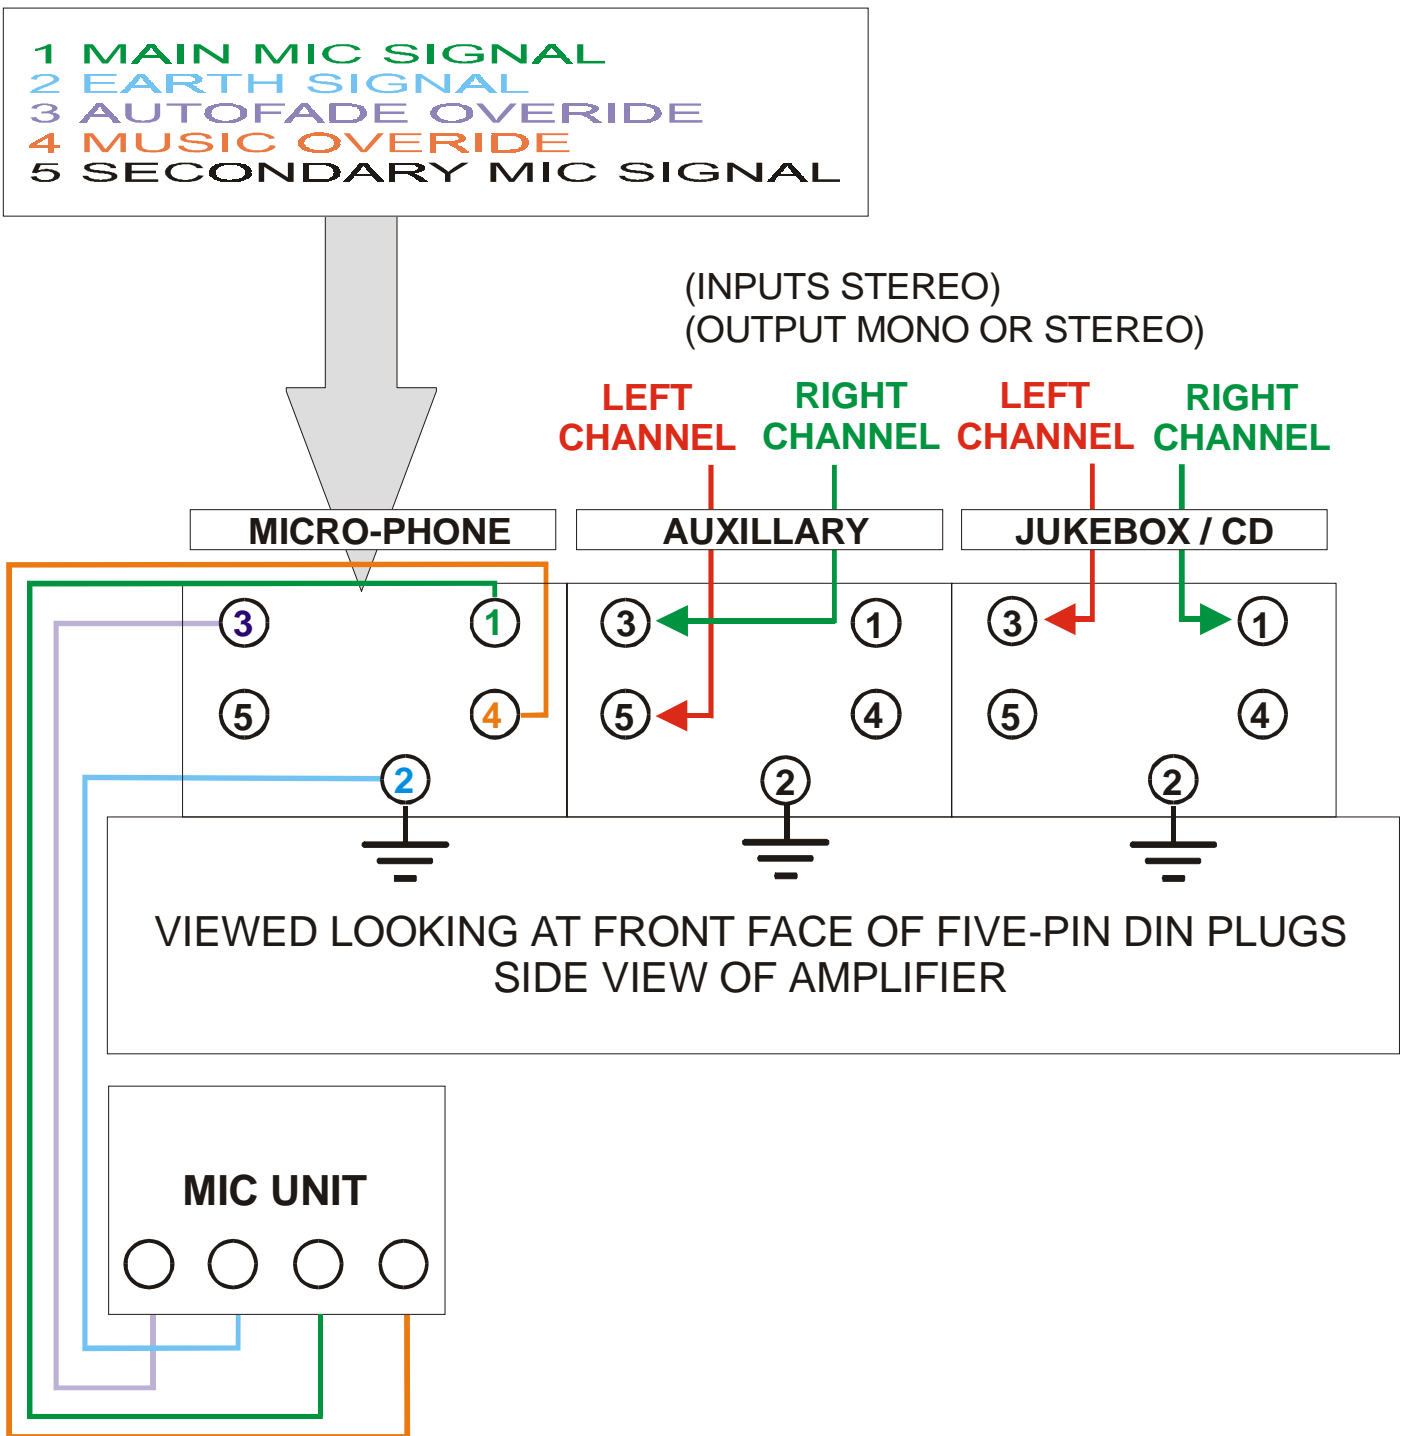 1 MAIN MIC SIGNAL
2 EARTH SIGNAL
3 AUTOFADE OVERIDE
4 MUSIC OVERIDE
5 SECONDARY MIC SIGNAL
(INPUTS STEREO)
(OUTPUT MONO OR STEREO)
LEFT
CHANNEL
RIGHT
CHANNEL
LEFT
CHANNEL
RIGHT
CHANNEL
MICRO-PHONE
AUXILLARY
JUKEBOX / CD
3
1
5
4
2
3
1
5
4
2
3
1
5
4
2
VIEWED LOOKING AT FRONT FACE OF FIVE-PIN DIN PLUGS
SIDE VIEW OF AMPLIFIER
MIC UNIT